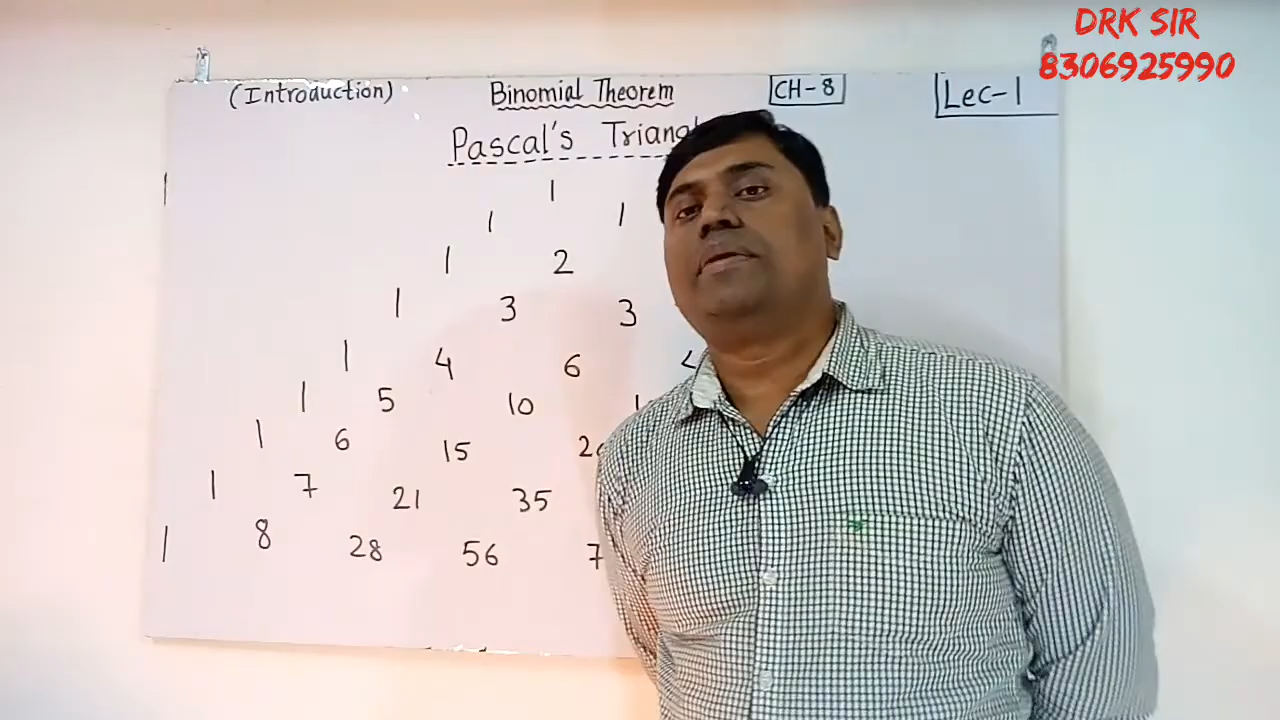 DRK SIR
8306925990
(Introduction) Binomial Theorem CH-8 Lec-1
Pascal's
1
1 1
1 2
1 3 3
1 4 6
1 5 10
1 6 15
1 7 21 35
1 8 28 56